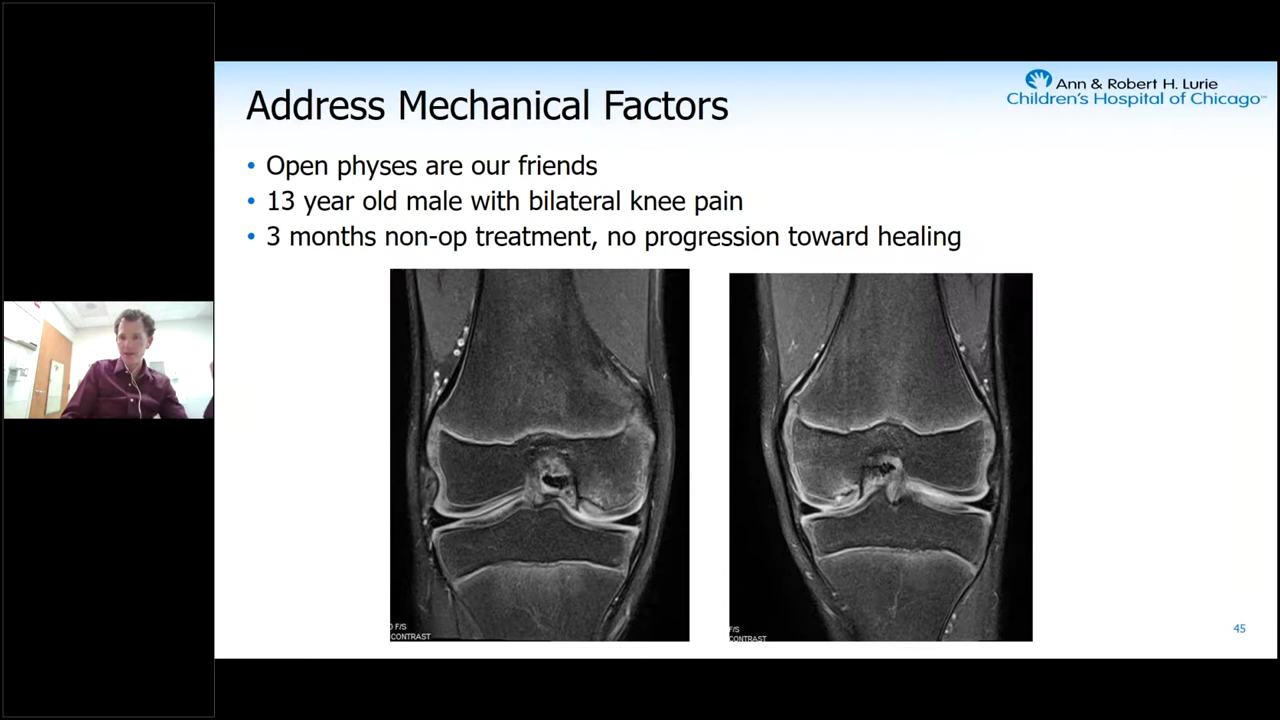 Ann & Robert H. Lurie
Children's Hospital of Chicago
Address Mechanical Factors
• Open physes are our friends
• 13 year old male with bilateral knee pain
• 3 months non-op treatment, no progression toward healing
F/S
CONTRAST
F/S
CONTRAST
45